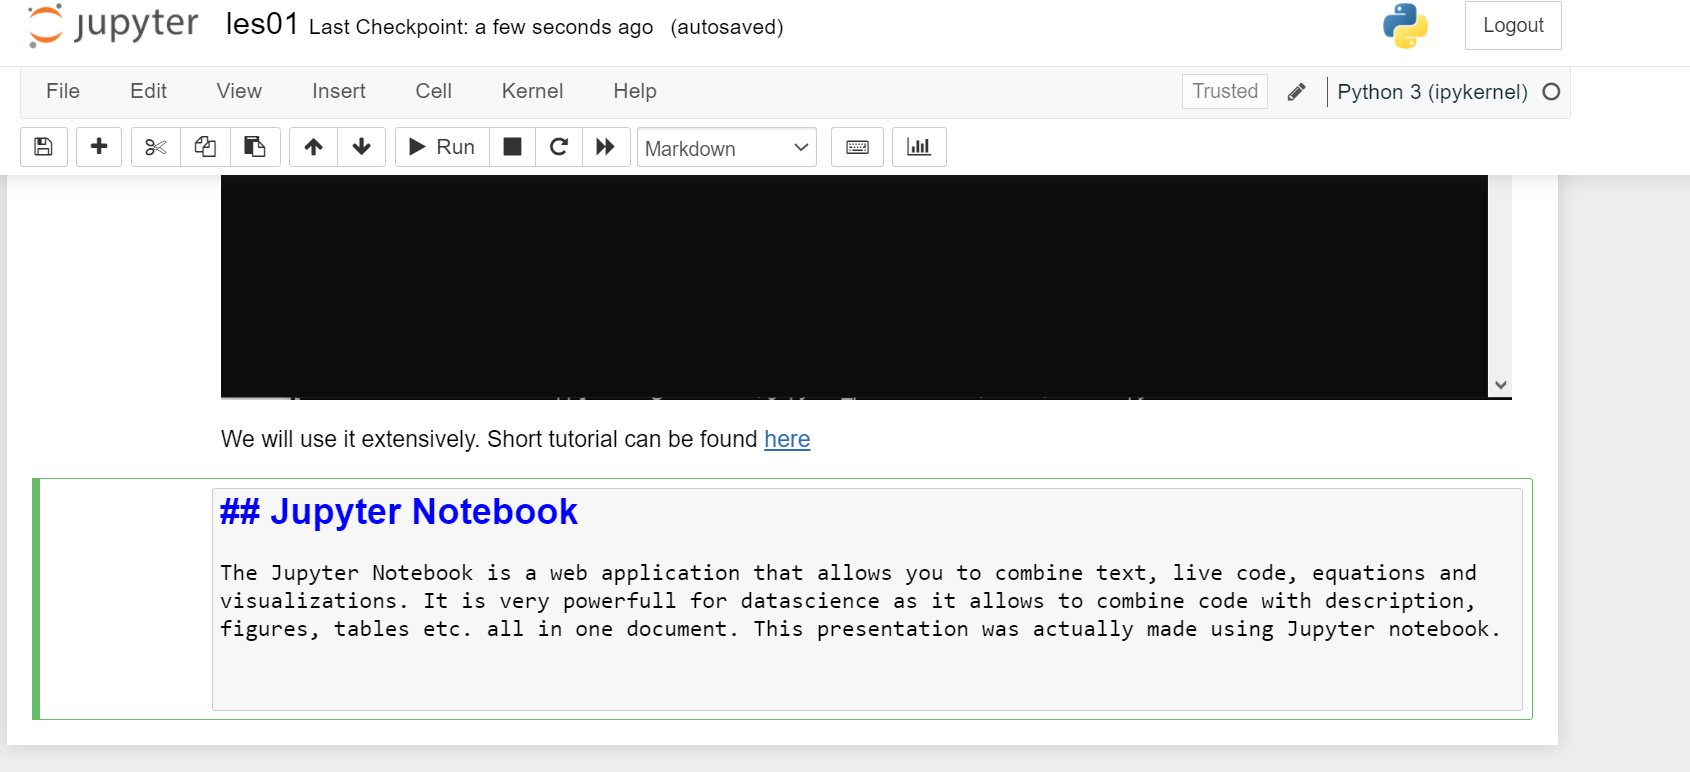 jupyter les01 Last Checkpoint: a few seconds ago (autosaved) Logout
File Edit View Insert Cell Kernel Help Trusted Python 3 (ipykernel)
Run Markdown
We will use it extensively. Short tutorial can be found here
## Jupyter Notebook
The Jupyter Notebook is a web application that allows you to combine text, live code, equations and
visualizations. It is very powerfull for datascience as it allows to combine code with description,
figures, tables etc. all in one document. This presentation was actually made using Jupyter notebook.